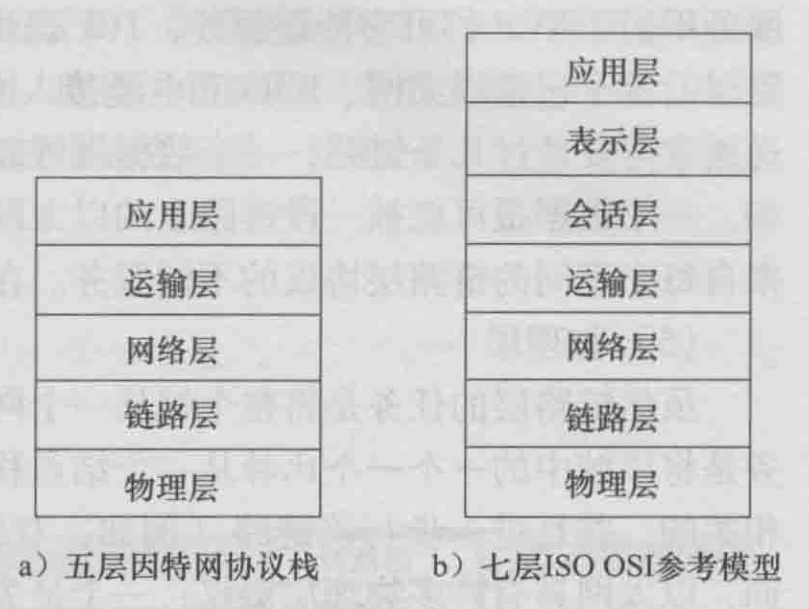 应用层
运输层
网络层
链路层
物理层
a）五层因特网协议栈
应用层
表示层
会话层
运输层
网络层
链路层
物理层
b）七层ISO OSI参考模型